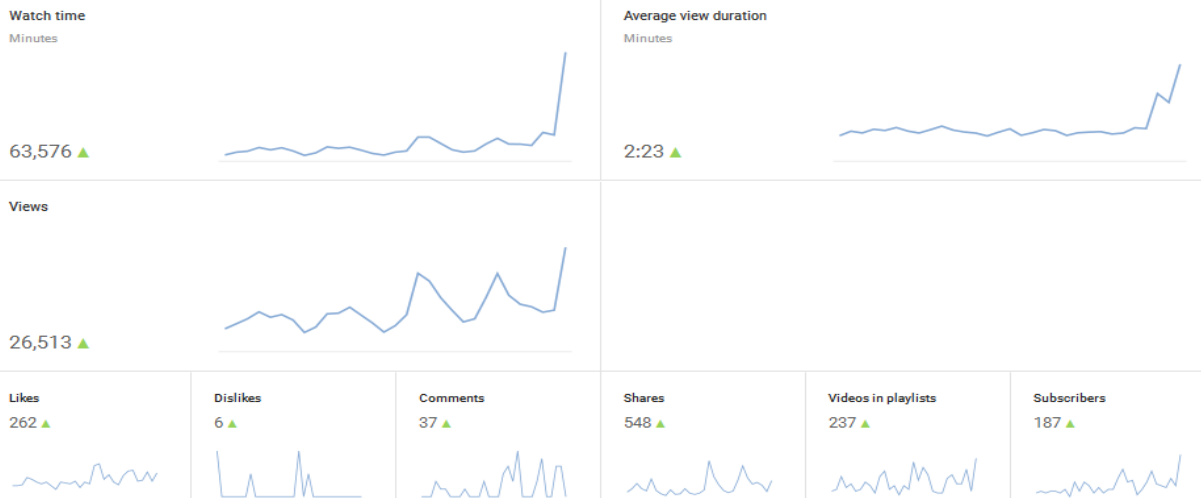 Watch time
Minutes
63,576
Average view duration
Minutes
2:23
Views
26,513
Likes
262
Dislikes
6
Comments
37
Shares
548
Videos in playlists
237
Subscribers
187